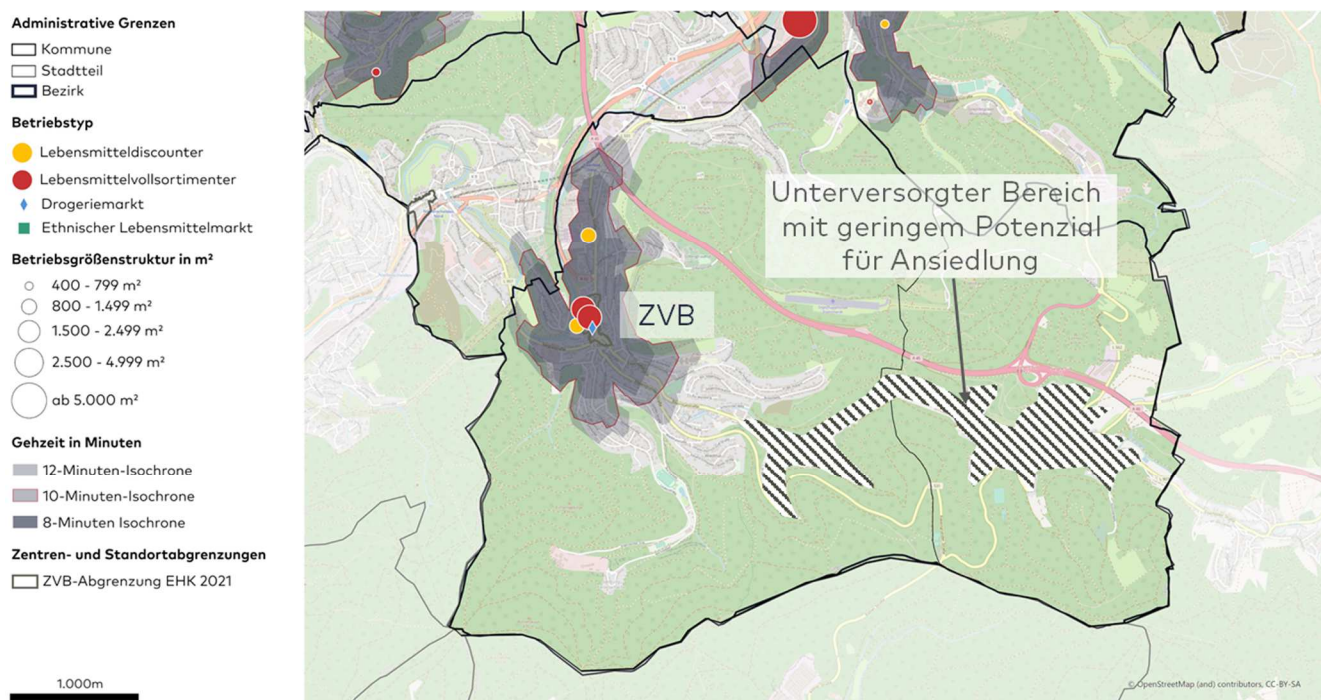 Administrative Grenzen
Kommune
Stadtteil
Bezirk
Betriebstyp
Lebensmitteldiscounter
Lebensmittelvollsortimenter
Drogeriemarkt
Ethnischer Lebensmittelmarkt
Betriebsgrößenstruktur in m²
400 - 799 m²
800 - 1.499 m²
1.500 - 2.499 m²
2.500 - 4.999 m²
ab 5.000 m²
Gehzeit in Minuten
12-Minuten-Isochrone
10-Minuten-Isochrone
8-Minuten Isochrone
Zentren- und Standortabgrenzungen
ZVB-Abgrenzung EHK 2021
1.000m
Unterversorgter Bereich
mit geringem Potenzial
für Ansiedlung
ZVB
© OpenStreetMap (and) contributors, CC-BY-SA